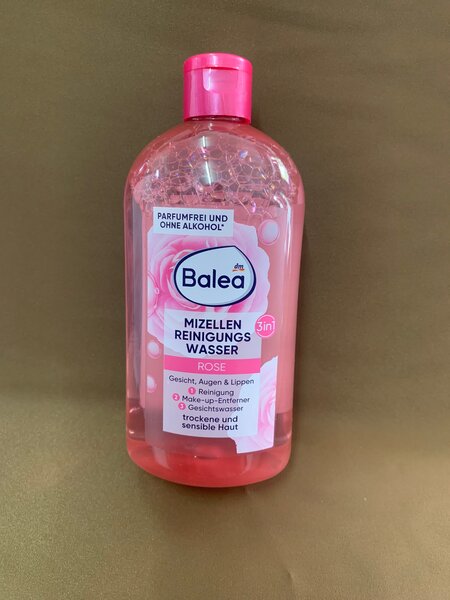 PARFUMFREI UND
OHNE ALKOHOL*
dm
Balea
MIZELLEN
REINIGUNGS
WASSER
3in1
ROSE
Gesicht, Augen & Lippen
1 Reinigung
2 Make-up-Entferner
3 Gesichtswasser
trockene und
sensible Haut